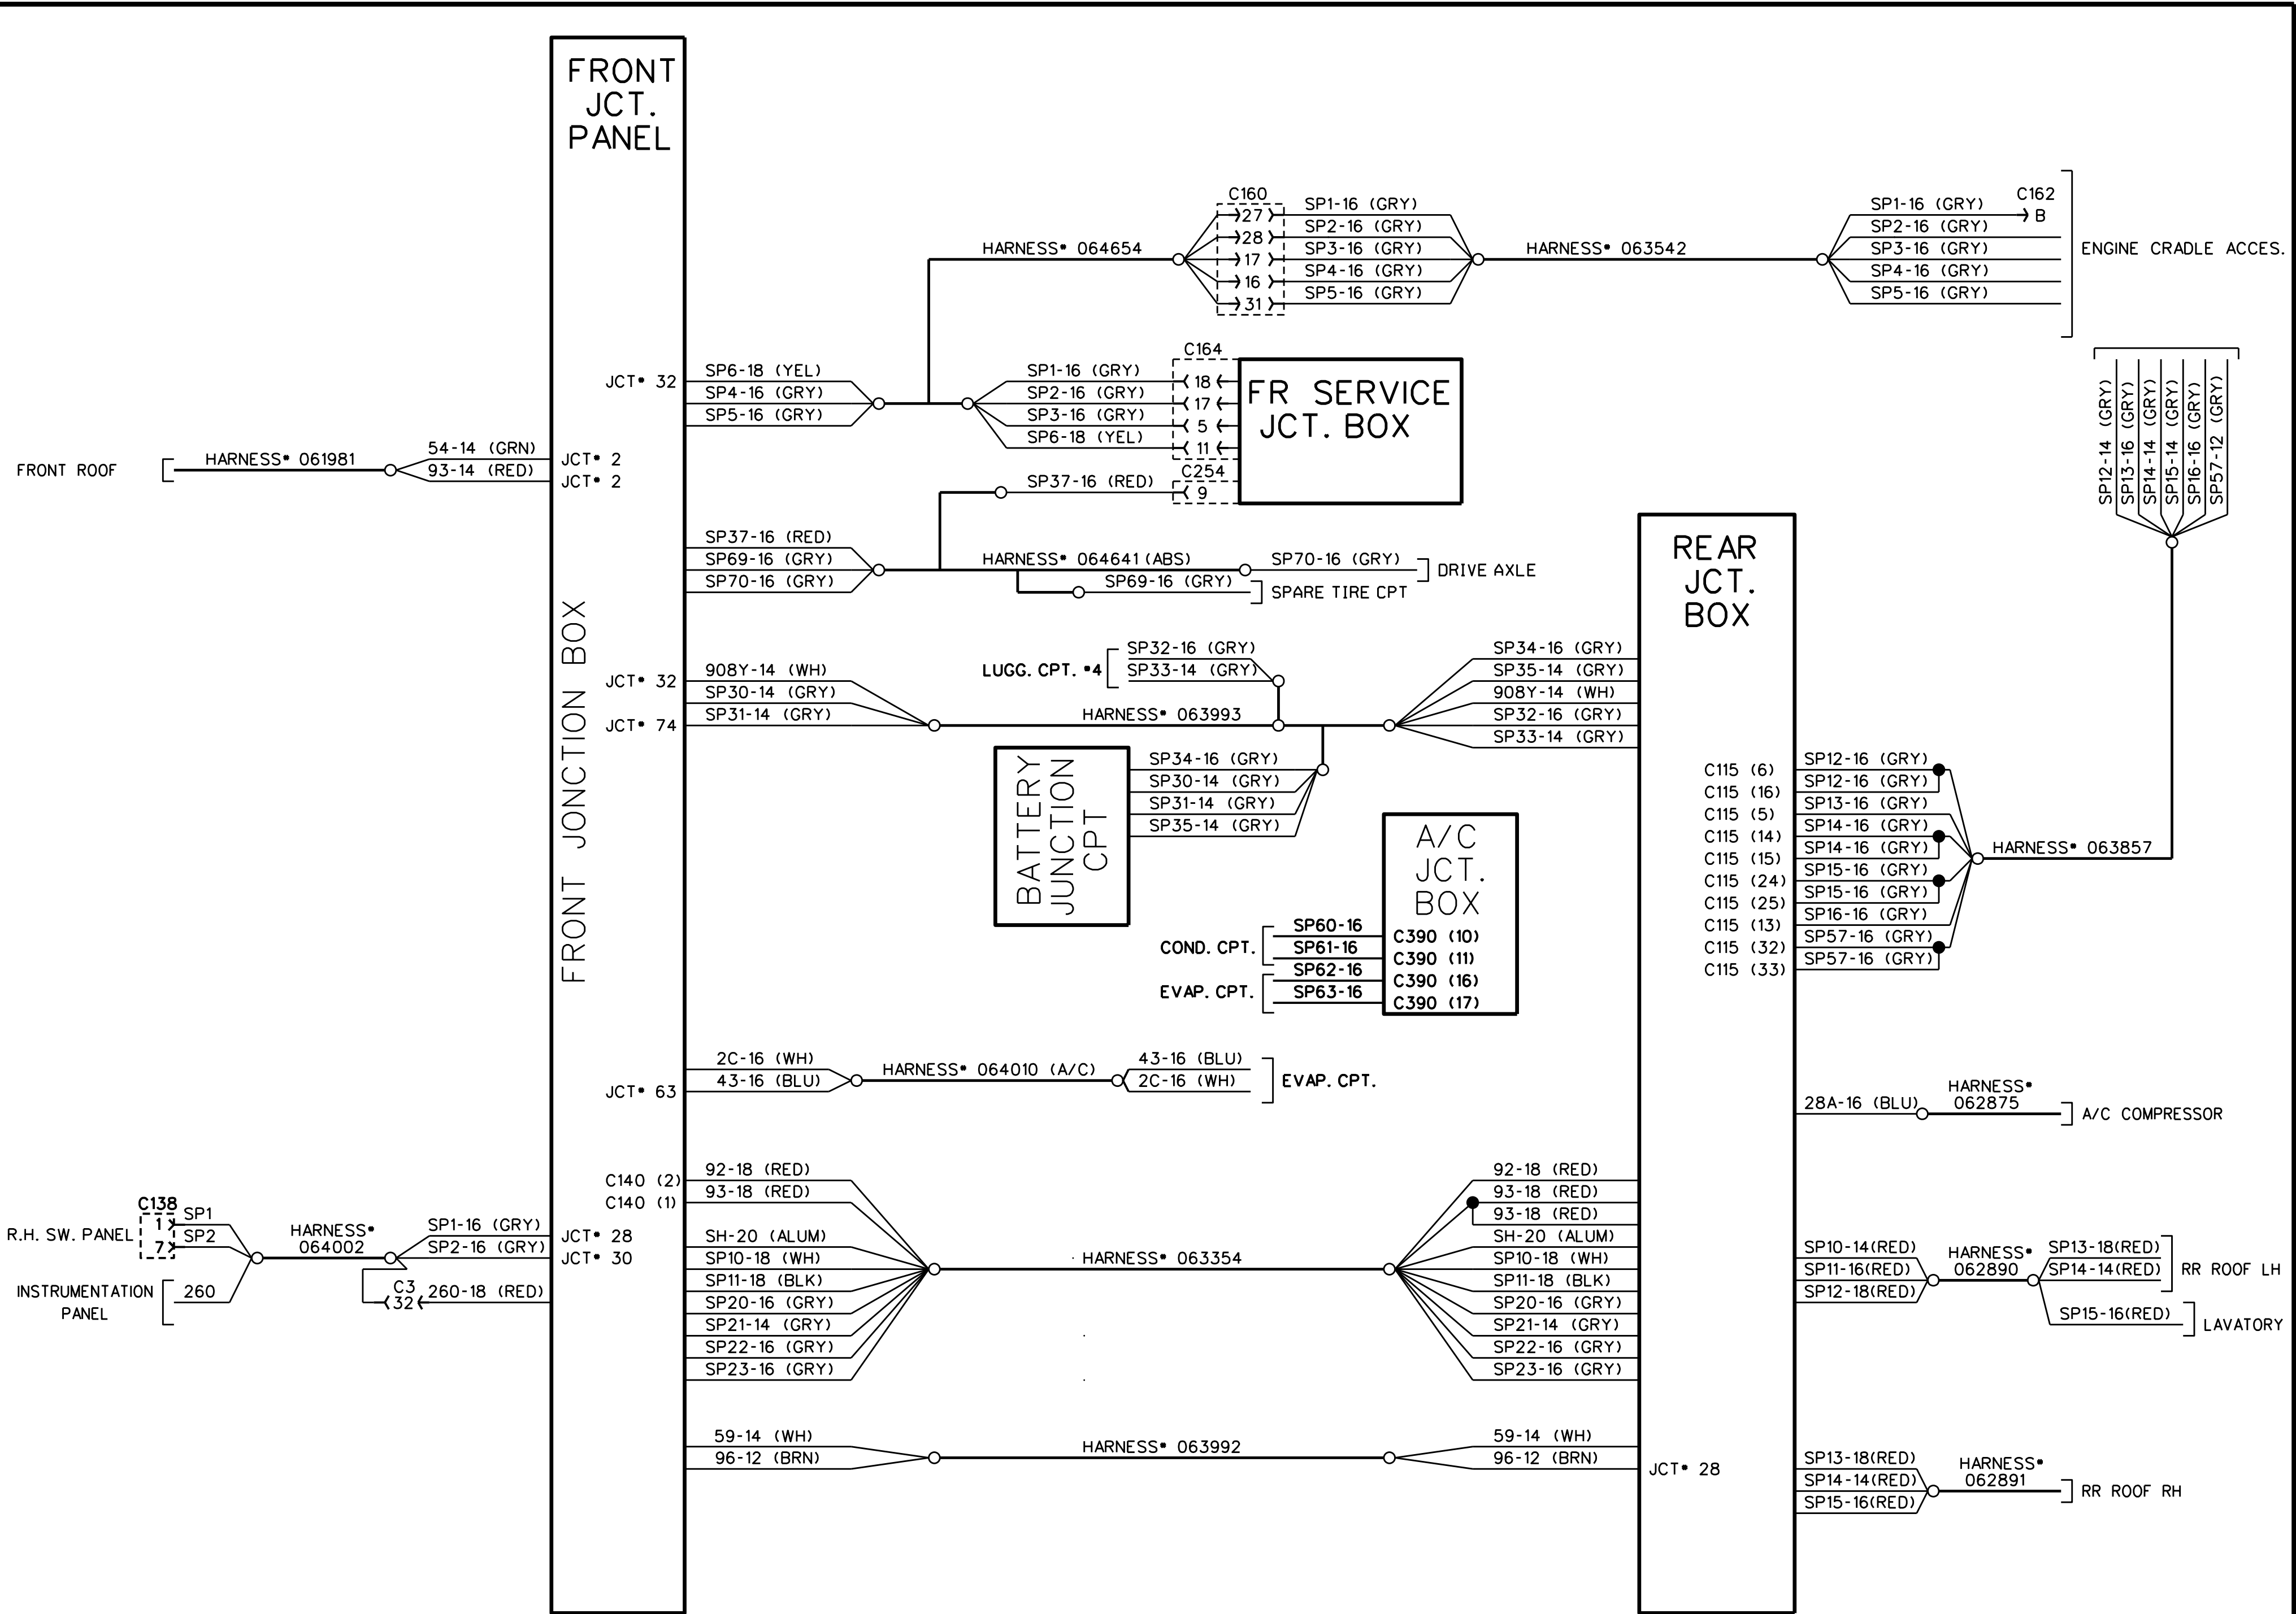 FRONT
JCT.
PANEL
FRONT JONCTION BOX
JCT* 32
JCT* 2
JCT* 2
JCT* 32
JCT* 74
JCT* 63
C140 (2)
C140 (1)
JCT* 28
JCT* 30
FRONT ROOF
HARNESS* 061981
54-14 (GRN)
93-14 (RED)
R.H. SW. PANEL
C138
1
7
SP1
SP2
INSTRUMENTATION
PANEL
260
HARNESS*
064002
SP1-16 (GRY)
SP2-16 (GRY)
C3
32
260-18 (RED)
SP6-18 (YEL)
SP4-16 (GRY)
SP5-16 (GRY)
HARNESS* 064654
C160
27
28
17
16
31
SP1-16 (GRY)
SP2-16 (GRY)
SP3-16 (GRY)
SP4-16 (GRY)
SP5-16 (GRY)
HARNESS* 063542
SP1-16 (GRY)
SP2-16 (GRY)
SP3-16 (GRY)
SP4-16 (GRY)
SP5-16 (GRY)
C162
B
ENGINE CRADLE ACCES.
SP1-16 (GRY)
SP2-16 (GRY)
SP3-16 (GRY)
SP6-18 (YEL)
C164
18
17
5
11
C254
9
SP37-16 (RED)
FR SERVICE
JCT. BOX
SP37-16 (RED)
SP69-16 (GRY)
SP70-16 (GRY)
HARNESS* 064641 (ABS)
SP70-16 (GRY)
DRIVE AXLE
SP69-16 (GRY)
SPARE TIRE CPT
908Y-14 (WH)
SP30-14 (GRY)
SP31-14 (GRY)
LUGG. CPT. *4
SP32-16 (GRY)
SP33-14 (GRY)
HARNESS* 063993
SP34-16 (GRY)
SP35-14 (GRY)
908Y-14 (WH)
SP32-16 (GRY)
SP33-14 (GRY)
BATTERY
JUNCTION
CPT
SP34-16 (GRY)
SP30-14 (GRY)
SP31-14 (GRY)
SP35-14 (GRY)
A/C
JCT.
BOX
C390 (10)
C390 (11)
C390 (16)
C390 (17)
COND. CPT.
SP60-16
SP61-16
EVAP. CPT.
SP62-16
SP63-16
2C-16 (WH)
43-16 (BLU)
HARNESS* 064010 (A/C)
43-16 (BLU)
2C-16 (WH)
EVAP. CPT.
92-18 (RED)
93-18 (RED)
SH-20 (ALUM)
SP10-18 (WH)
SP11-18 (BLK)
SP20-16 (GRY)
SP21-14 (GRY)
SP22-16 (GRY)
SP23-16 (GRY)
HARNESS* 063354
92-18 (RED)
93-18 (RED)
93-18 (RED)
SH-20 (ALUM)
SP10-18 (WH)
SP11-18 (BLK)
SP20-16 (GRY)
SP21-14 (GRY)
SP22-16 (GRY)
SP23-16 (GRY)
59-14 (WH)
96-12 (BRN)
HARNESS* 063992
59-14 (WH)
96-12 (BRN)
REAR
JCT.
BOX
C115 (6)
C115 (16)
C115 (5)
C115 (14)
C115 (15)
C115 (24)
C115 (25)
C115 (13)
C115 (32)
C115 (33)
JCT* 28
SP12-16 (GRY)
SP12-16 (GRY)
SP13-16 (GRY)
SP14-16 (GRY)
SP14-16 (GRY)
SP15-16 (GRY)
SP15-16 (GRY)
SP16-16 (GRY)
SP57-16 (GRY)
SP57-16 (GRY)
HARNESS* 063857
SP12-14 (GRY)
SP13-16 (GRY)
SP14-14 (GRY)
SP15-14 (GRY)
SP16-16 (GRY)
SP57-12 (GRY)
28A-16 (BLU)
HARNESS*
062875
A/C COMPRESSOR
SP10-14(RED)
SP11-16(RED)
SP12-18(RED)
HARNESS*
062890
SP13-18(RED)
SP14-14(RED)
RR ROOF LH
SP15-16(RED)
LAVATORY
SP13-18(RED)
SP14-14(RED)
SP15-16(RED)
HARNESS*
062891
RR ROOF RH